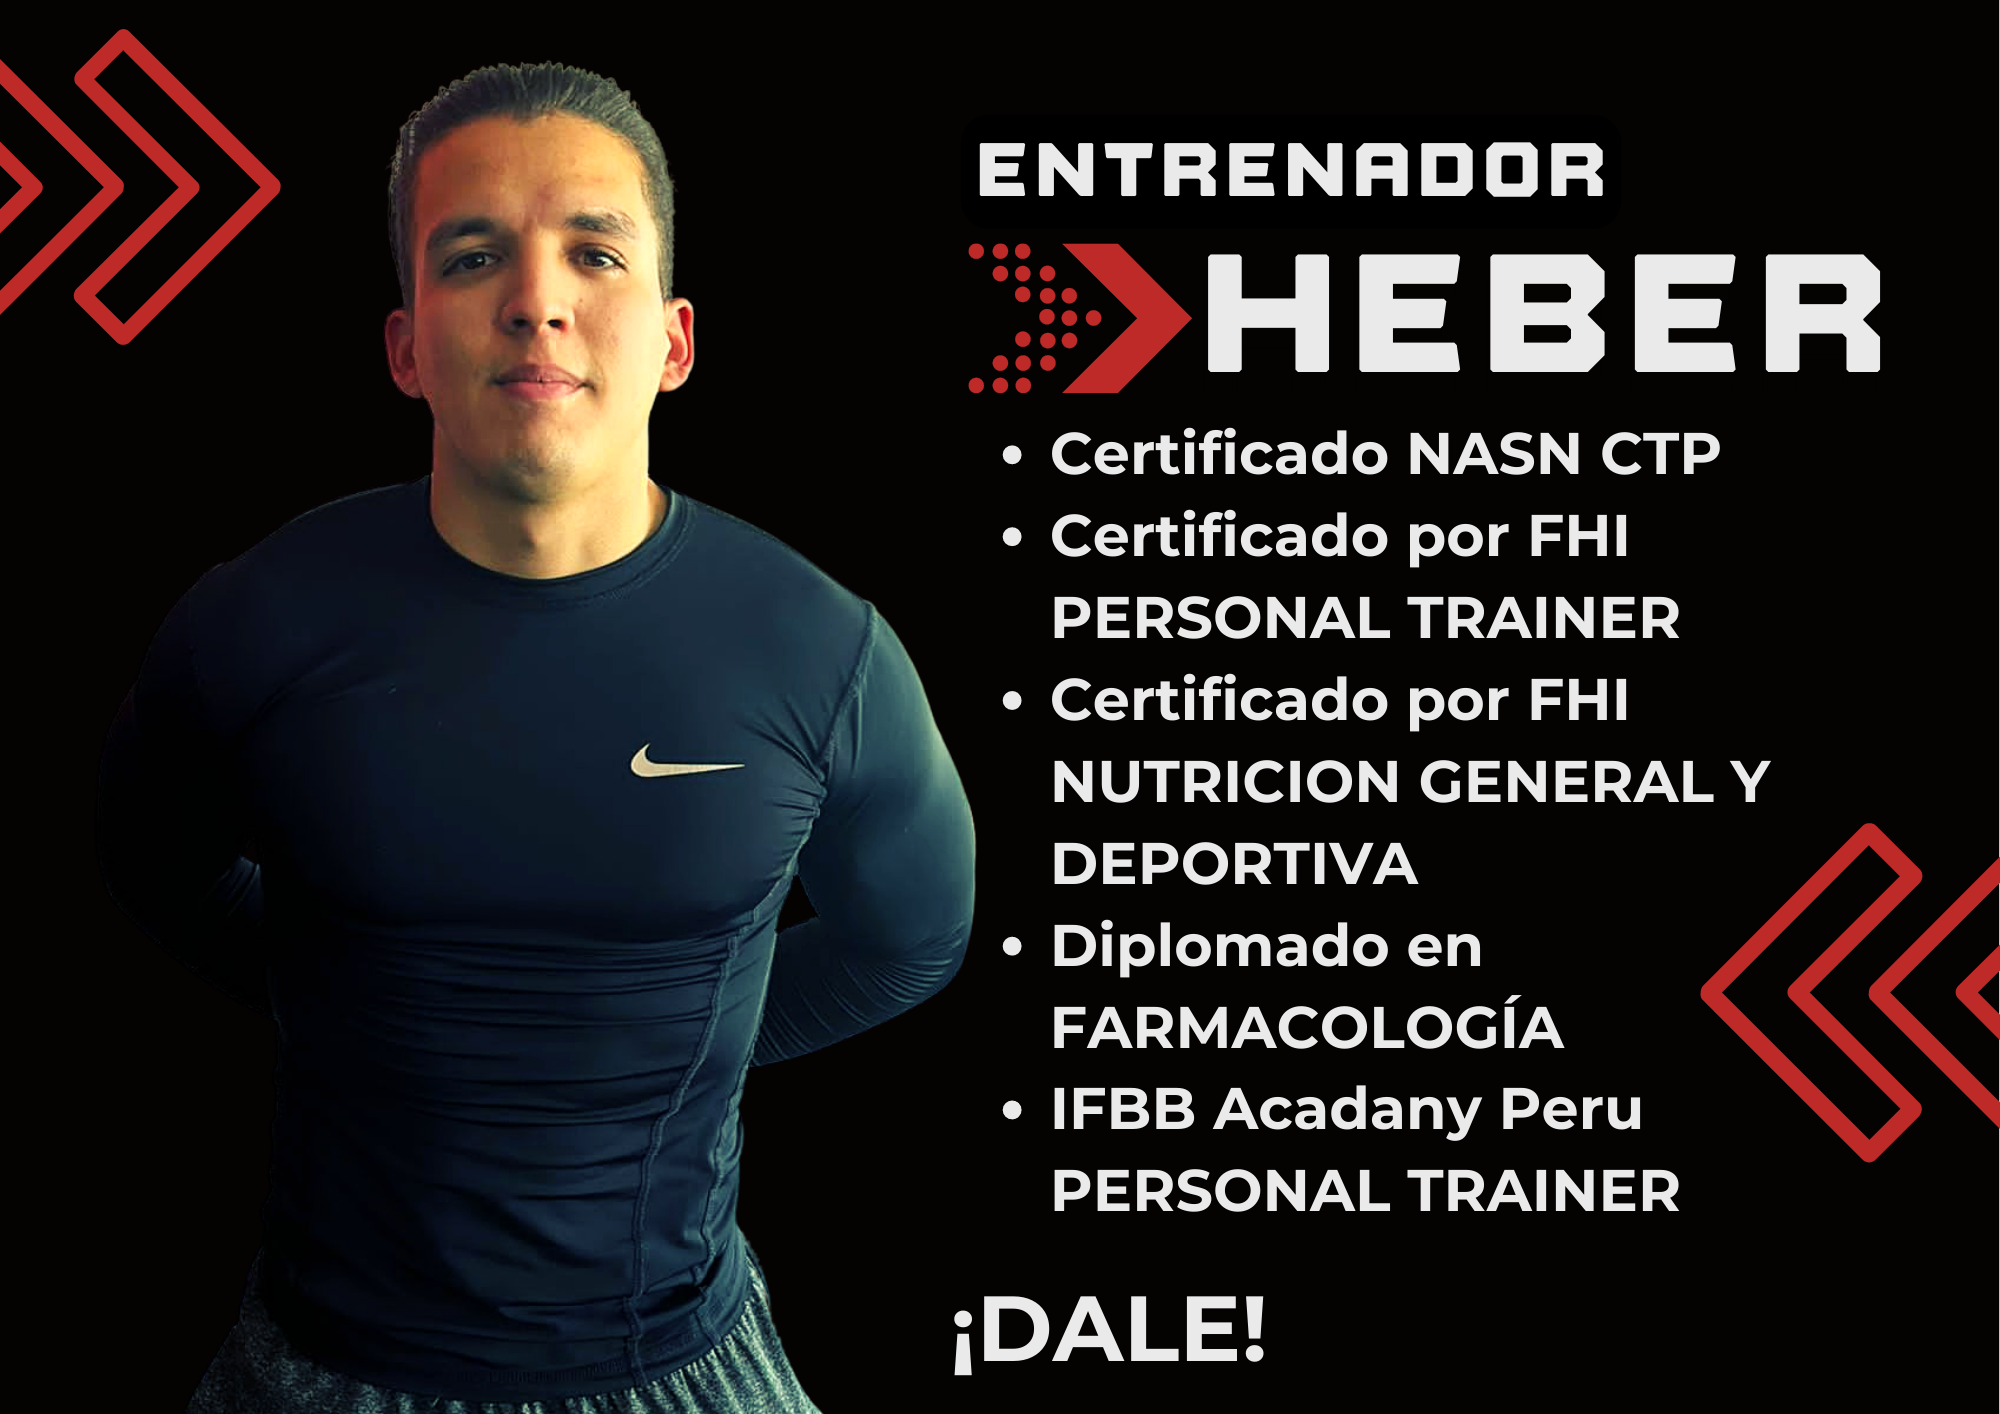 ENTRENADOR
HEBER
• Certificado NASN CTP
• Certificado por FHI
PERSONAL TRAINER
• Certificado por FHI
NUTRICION GENERAL Y
DEPORTIVA
• Diplomado en
FARMACOLOGÍA
• IFBB Acadany Peru
PERSONAL TRAINER
¡DALE!